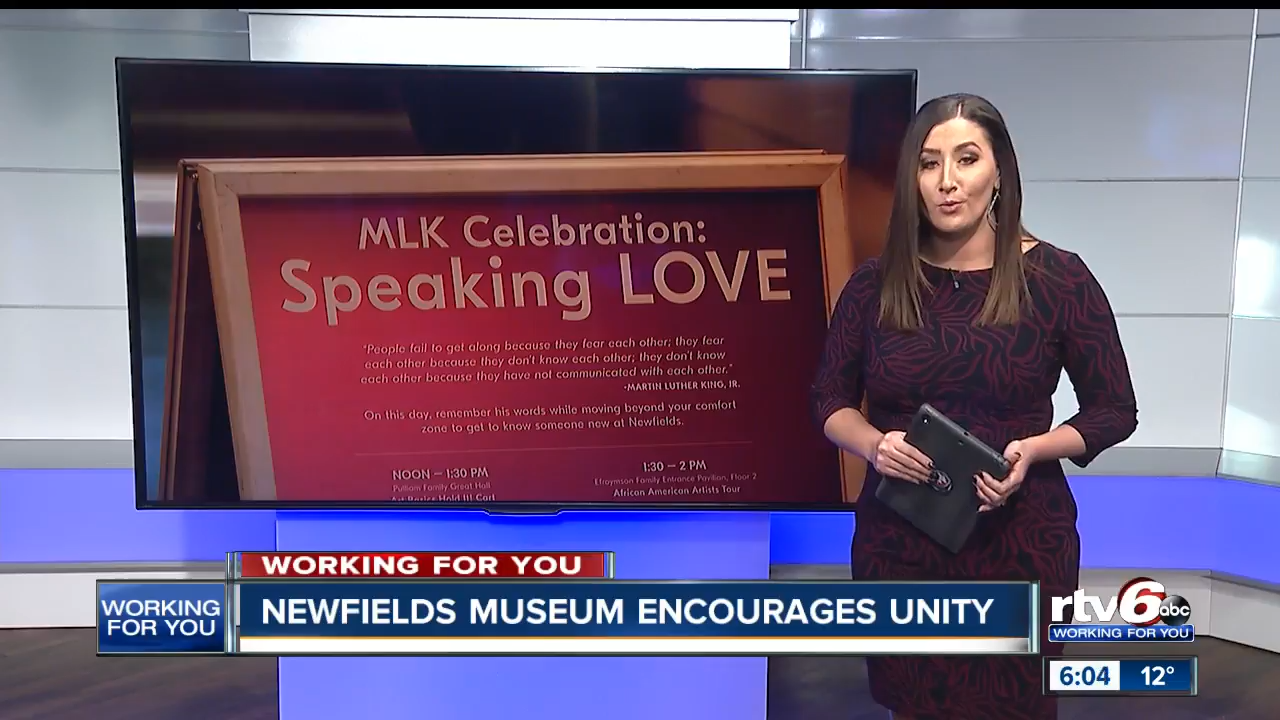 MLK Celebration:
Speaking LOVE
"People fail to get along because they fear each other; they fear
each other because they don't know each other; they don't know
each other because they have not communicated with each other."
-MARTIN LUTHER KING, JR.
On this day, remember his words while moving beyond your comfort
zone to get to know someone new at Newfields.
NOON – 1:30 PM
Pulliam Family Great Hall
Art Basics Hold It! Cart
1:30 – 2 PM
Efroymson Family Entrance Pavilion, Floor 2
African American Artists Tour
WORKING FOR YOU
WORKING
FOR YOU
NEWFIELDS MUSEUM ENCOURAGES UNITY
rtv6 abc
WORKING FOR YOU
6:04 12°